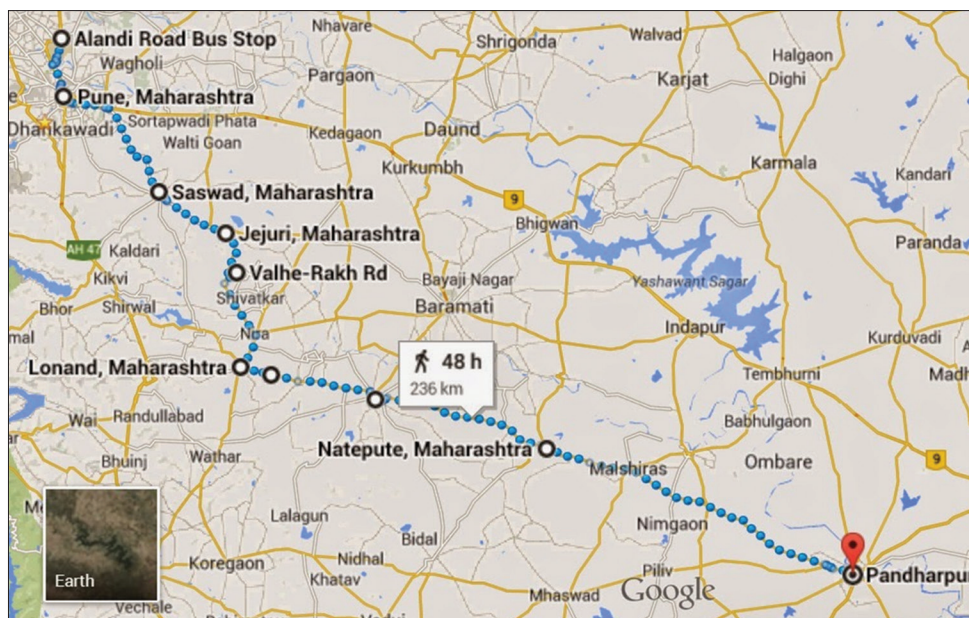 Alandi Road Bus Stop
Nhavare
Shrigonda
Walvad
Halgaon
Wagholi
Pargaon
Karjat
Dighi
Pune, Maharashtra
Dhankawadi
Sortapwadi Phata
Walti Goan
Kedagaon
Daund
Kurkumbh
Karmala
Kandari
Saswad, Maharashtra
9
Bhigwan
Jejuri, Maharashtra
Paranda
AH 47
Kaldari
Kikvi
Valhe-Rakh Rd
Bayaji Nagar
Yashawant Sagar
Bhor
Shirwal
Shivatkar
Baramati
Indapur
Kurduvadi
48 h
236 km
Lonand, Maharashtra
Tembhurni
Wai
Randullabad
Babhulgaon
Natepute, Maharashtra
Bhuinj
Wathar
Malshiras
Ombare
9
Lalagun
Nimgaon
Bidal
Earth
Koregaon
Nidhal
Khatav
Piliv
Pandharpur
Mhaswad
Google
Vechale